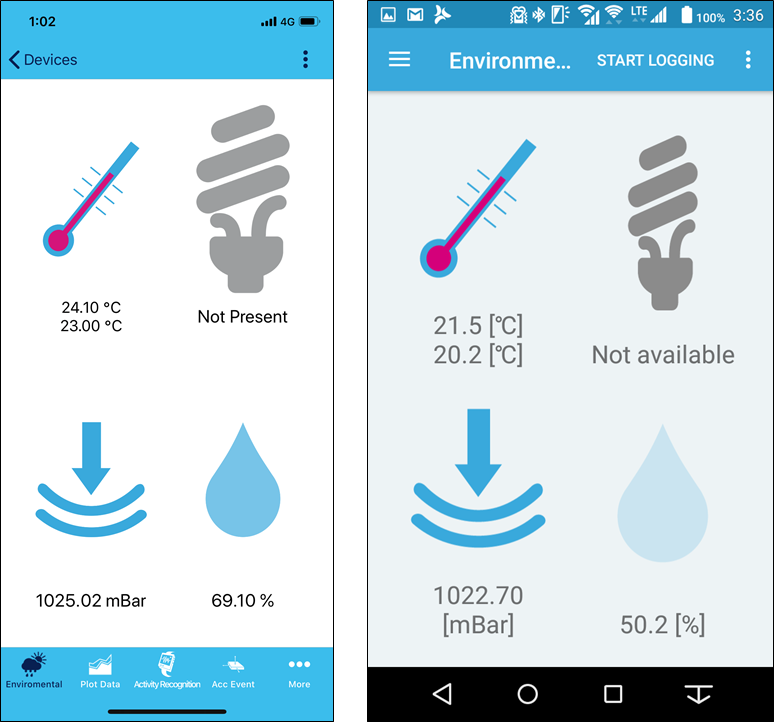 1:02
4G
Devices
24.10 °C
23.00 °C
Not Present
1025.02 mBar
69.10 %
Enviromental
Plot Data
Activity Recognition
Acc Event
More
LTE
100%
3:36
Environme...
START LOGGING
21.5 [°C]
20.2 [°C]
Not available
1022.70
[mBar]
50.2 [%]